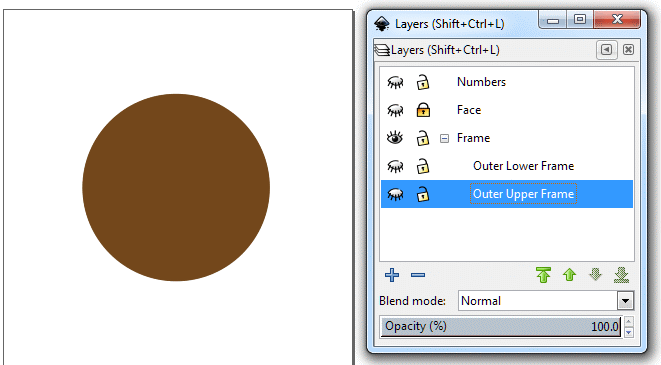 Layers (Shift+Ctrl+L)
Layers (Shift+Ctrl+L)
Numbers
Face
Frame
Outer Lower Frame
Outer Upper Frame
Blend mode: Normal
Opacity (%) 100.0